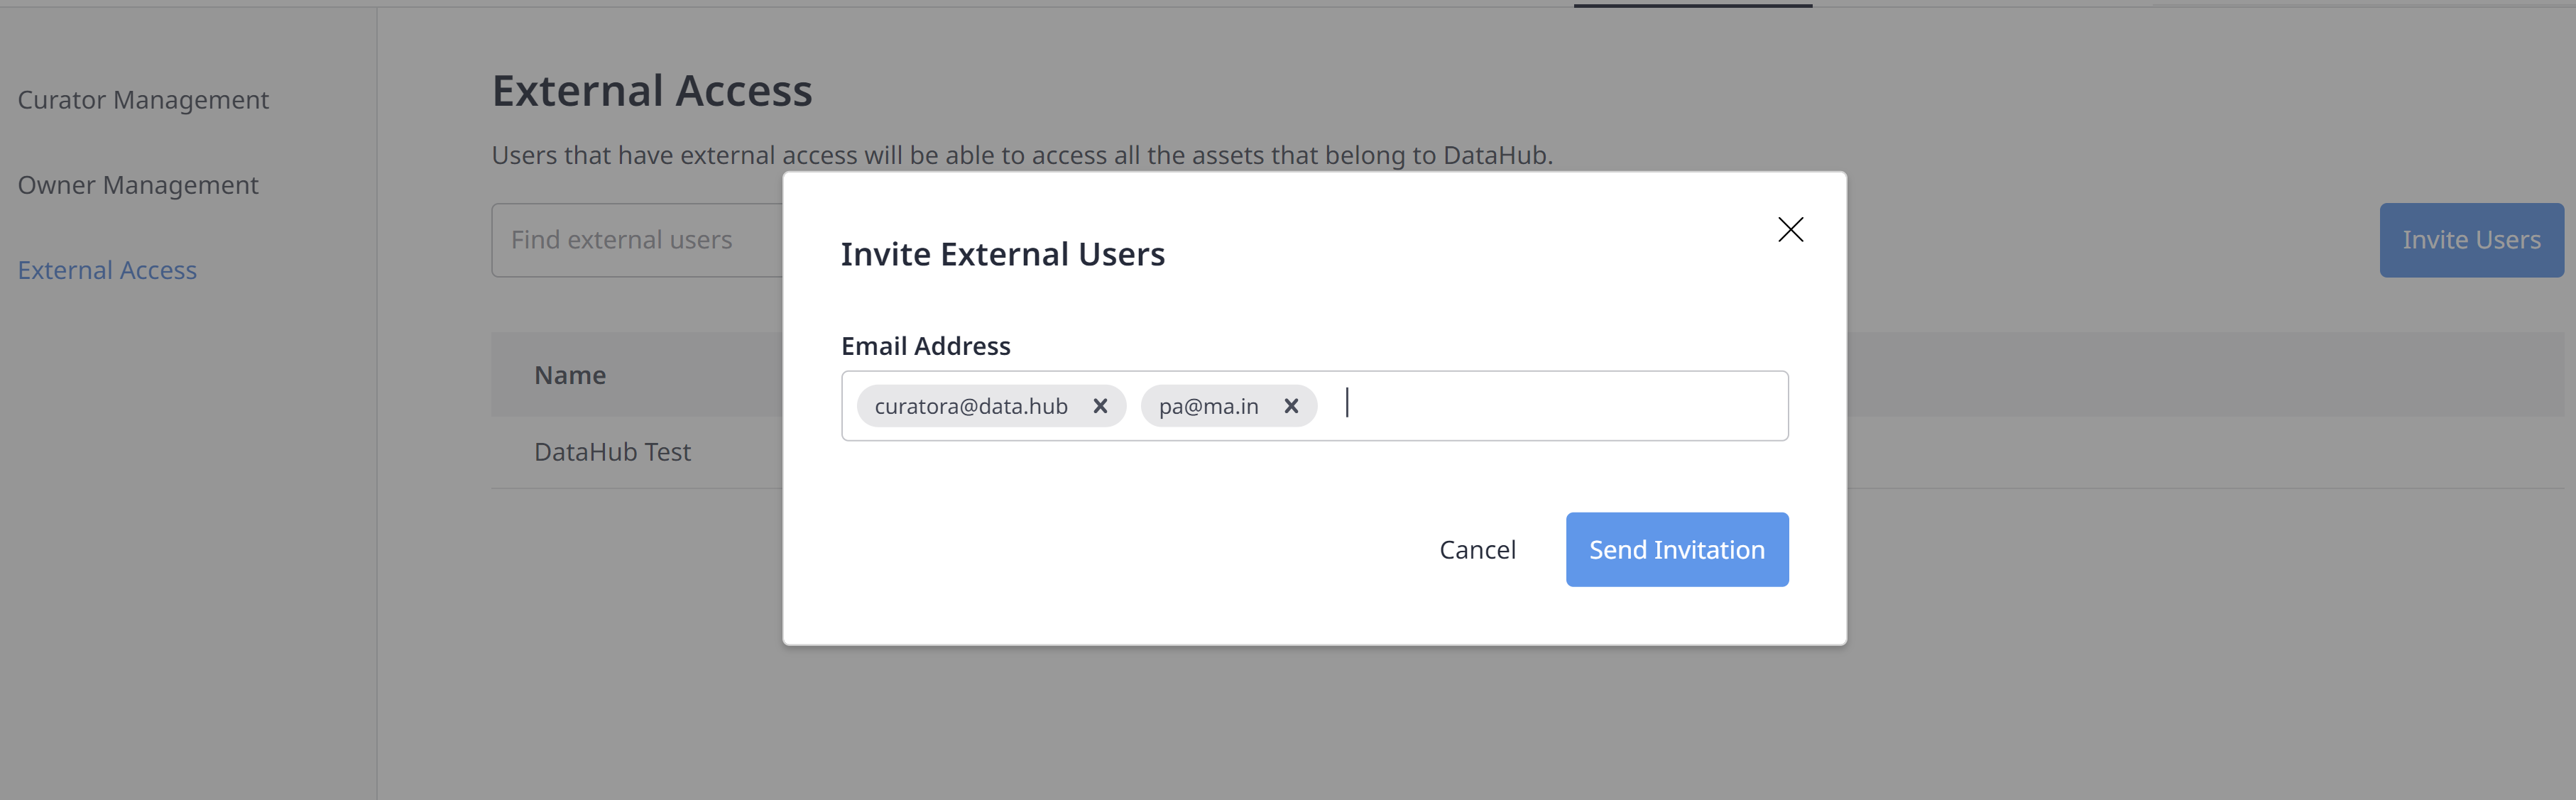 Curator Management
Owner Management
External Access
External Access
Users that have external access will be able to access all the assets that belong to DataHub.
Find external users
Invite Users
Name
DataHub Test
Invite External Users
Email Address
curatora@data.hub pa@ma.in
Cancel Send Invitation